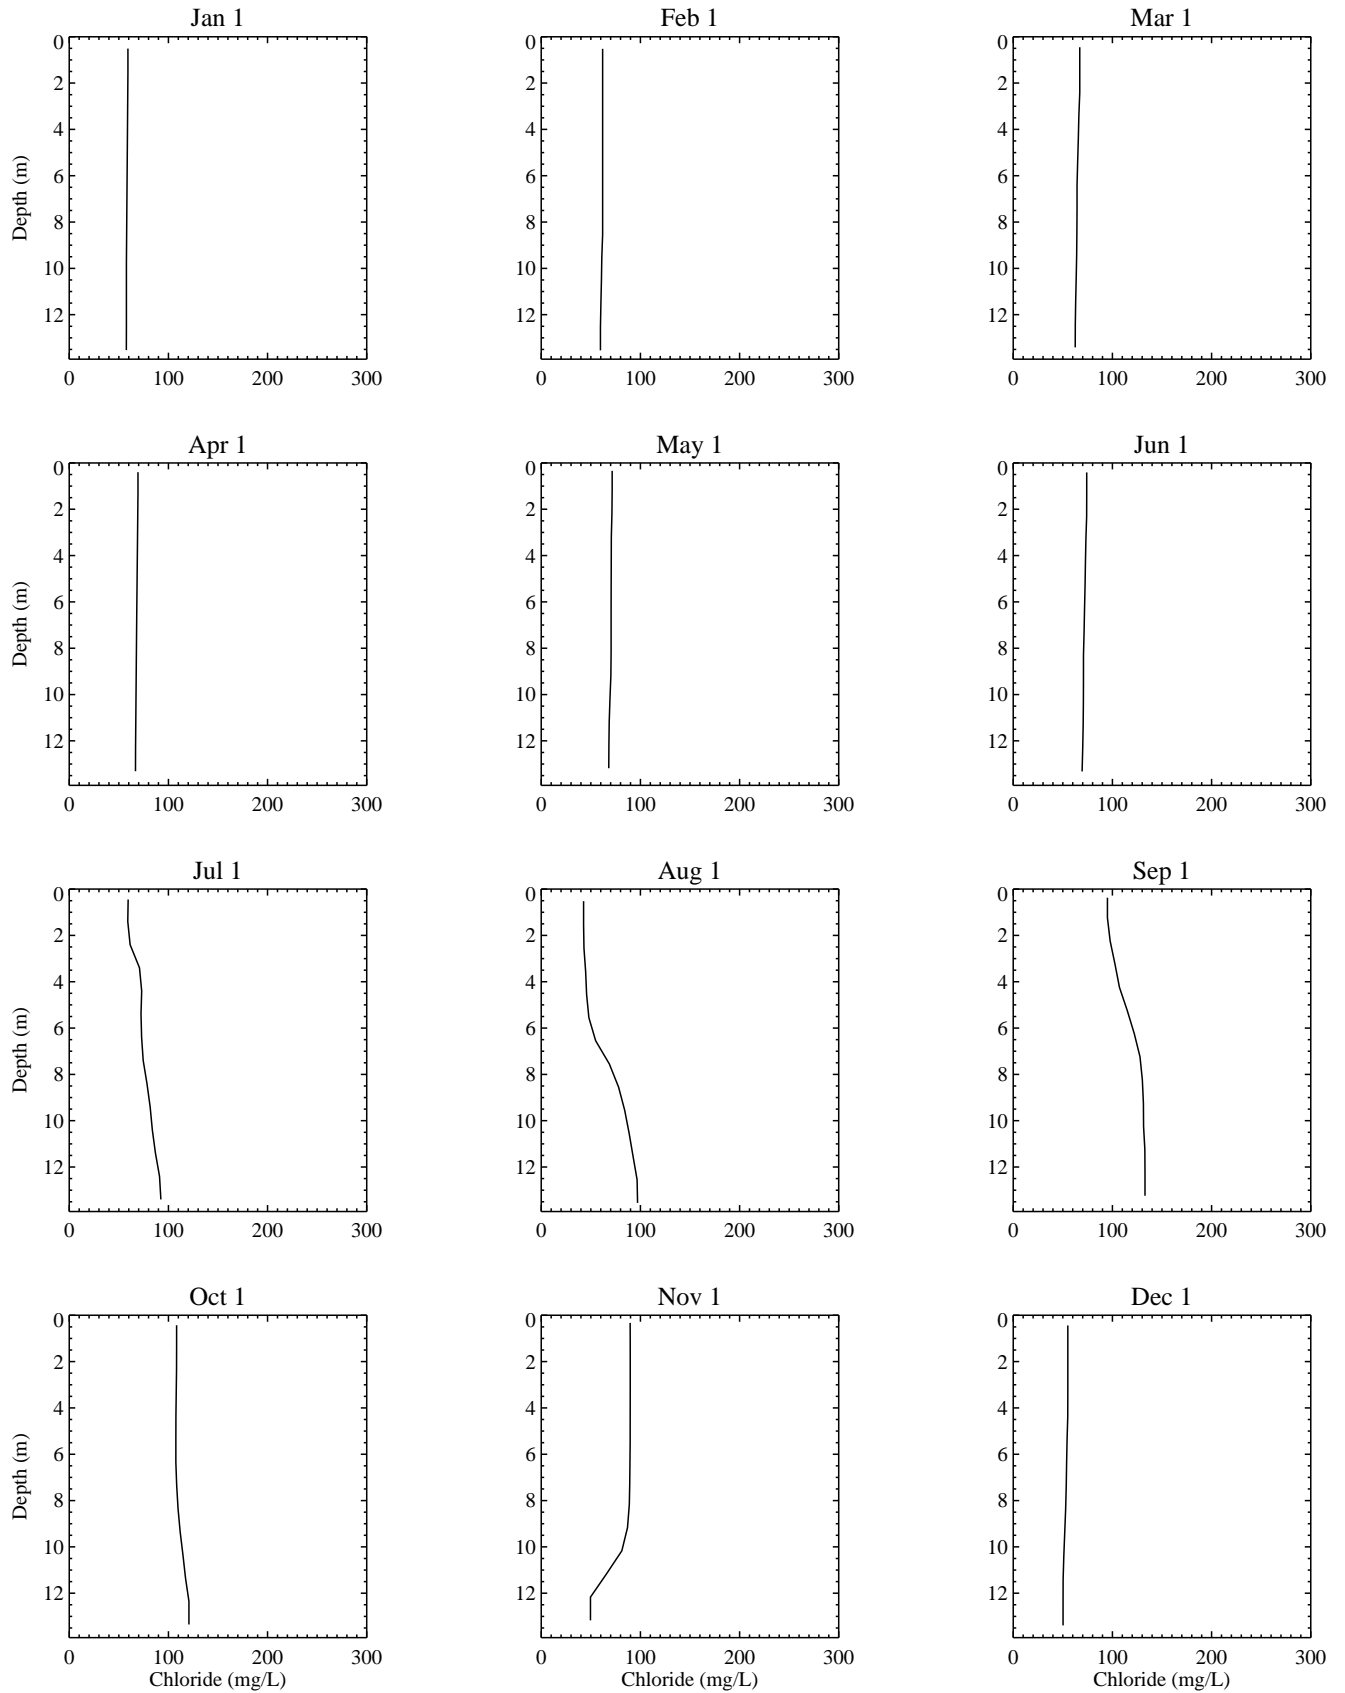 Jan 1 Feb 1 Mar 1
0 0 0
2 2 2
4 4 4
6 6 6
8 8 8
10 10 10
12 12 12
Depth (m)
0 100 200 300 0 100 200 300 0 100 200 300
Apr 1 May 1 Jun 1
0 0 0
2 2 2
4 4 4
6 6 6
8 8 8
10 10 10
12 12 12
Depth (m)
0 100 200 300 0 100 200 300 0 100 200 300
Jul 1 Aug 1 Sep 1
0 0 0
2 2 2
4 4 4
6 6 6
8 8 8
10 10 10
12 12 12
Depth (m)
0 100 200 300 0 100 200 300 0 100 200 300
Oct 1 Nov 1 Dec 1
0 0 0
2 2 2
4 4 4
6 6 6
8 8 8
10 10 10
12 12 12
Depth (m)
0 100 200 300 0 100 200 300 0 100 200 300
Chloride (mg/L) Chloride (mg/L) Chloride (mg/L)